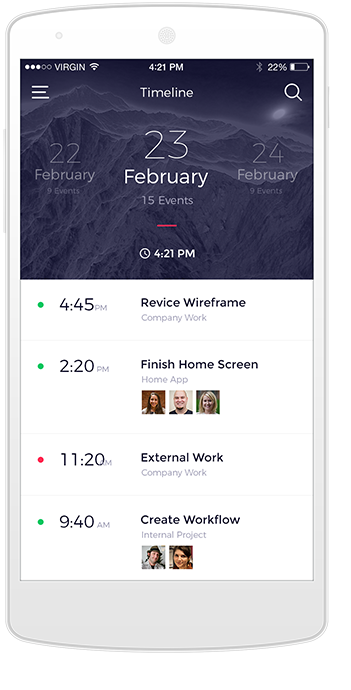 VIRGIN 4:21 PM 22%
Timeline
22
February
9 Events
23
February
15 Events
24
February
9 Events
4:21 PM
4:45 PM Revice Wireframe
Company Work
2:20 PM Finish Home Screen
Home App
11:20 AM External Work
Company Work
9:40 AM Create Workflow
Internal Project